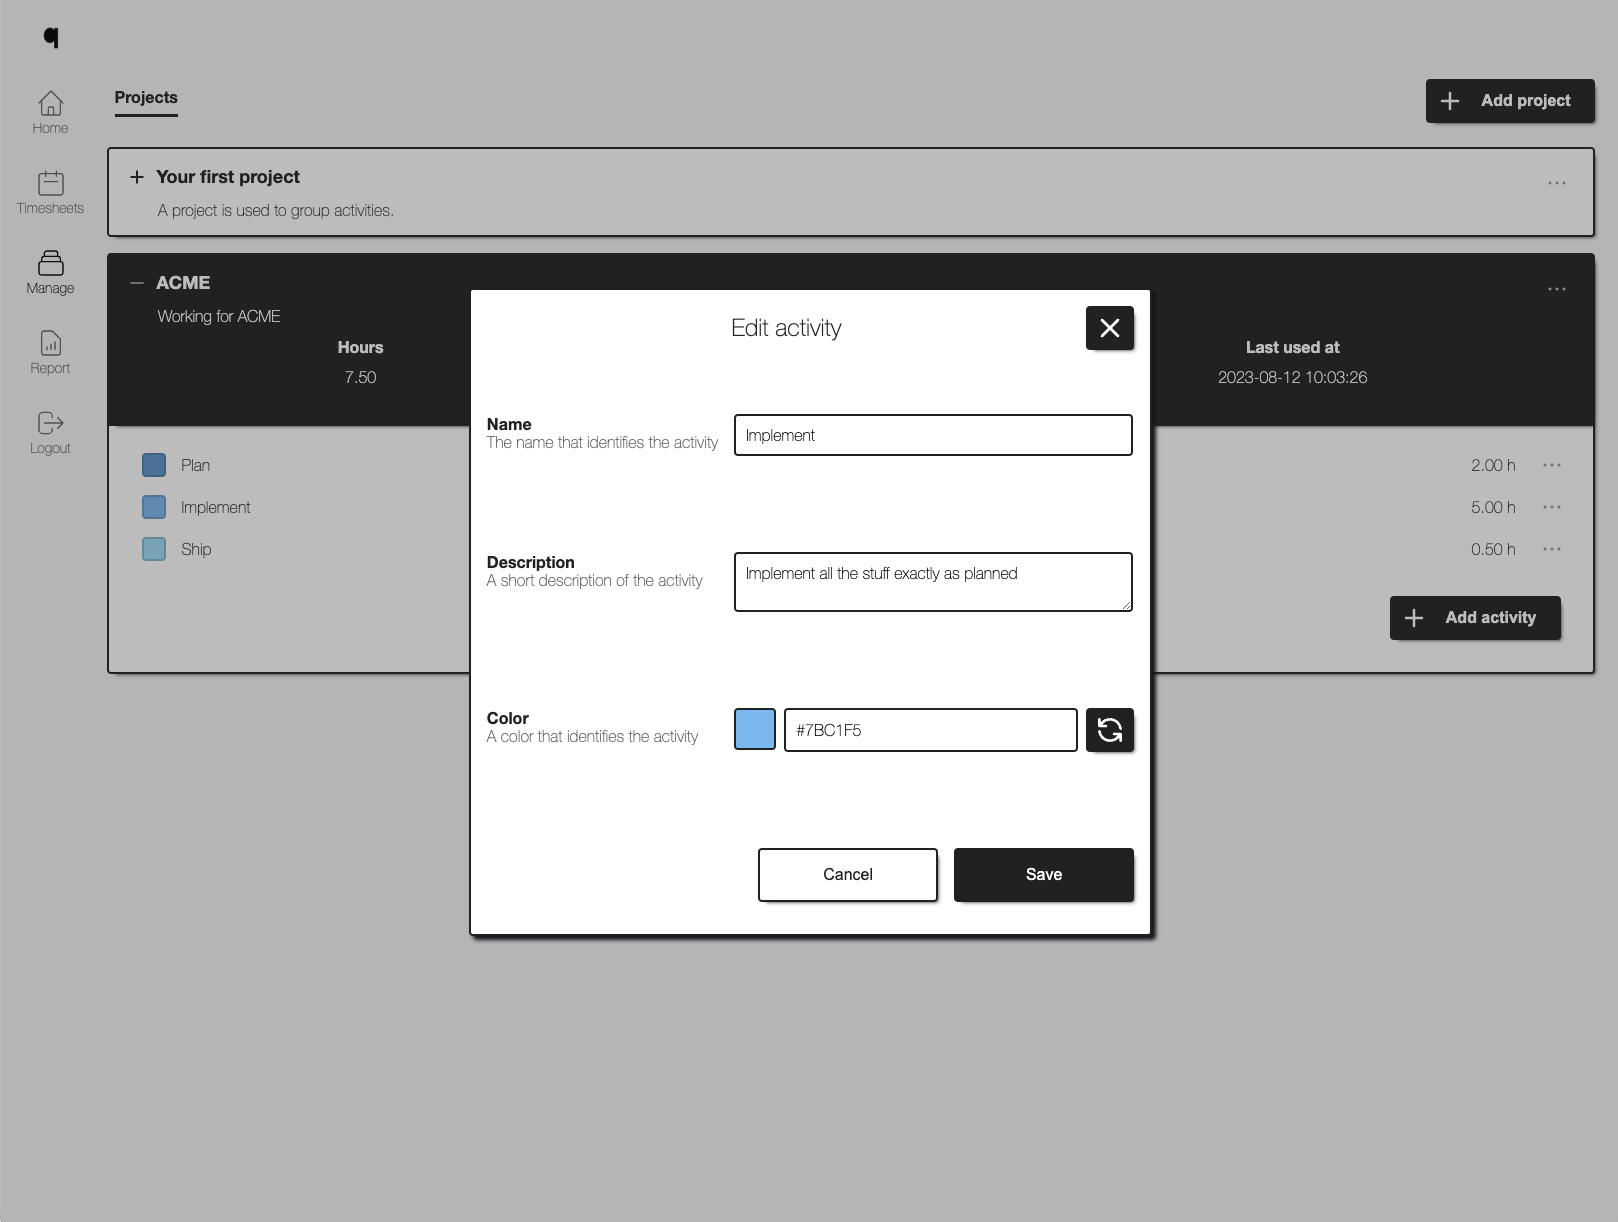 Home
Timesheets
Manage
Report
Logout
Projects
Add project
Your first project
A project is used to group activities.
ACME
Working for ACME
Hours
7.50
Last used at
2023-08-12 10:03:26
Plan
2.00 h
Implement
5.00 h
Ship
0.50 h
Add activity
Edit activity
Name
The name that identifies the activity
Implement
Description
A short description of the activity
Implement all the stuff exactly as planned
Color
A color that identifies the activity
#7BC1F5
Cancel
Save